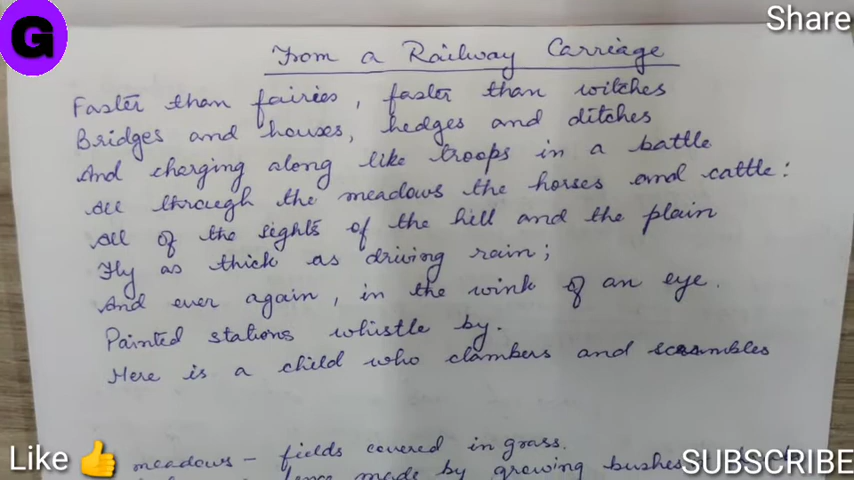 G
Share
From a Railway Carriage
Faster than fairies, faster than witches
Bridges and houses, hedges and ditches
And charging along like troops in a battle
All through the meadows the horses and cattle:
All of the sights of the hill and the plain
Fly as thick as driving rain;
And ever again, in the wink of an eye.
Painted stations whistle by.
Here is a child who clambers and scrambles
meadows - fields covered in grass.
fence made by growing bushes
Like 👍
SUBSCRIBE